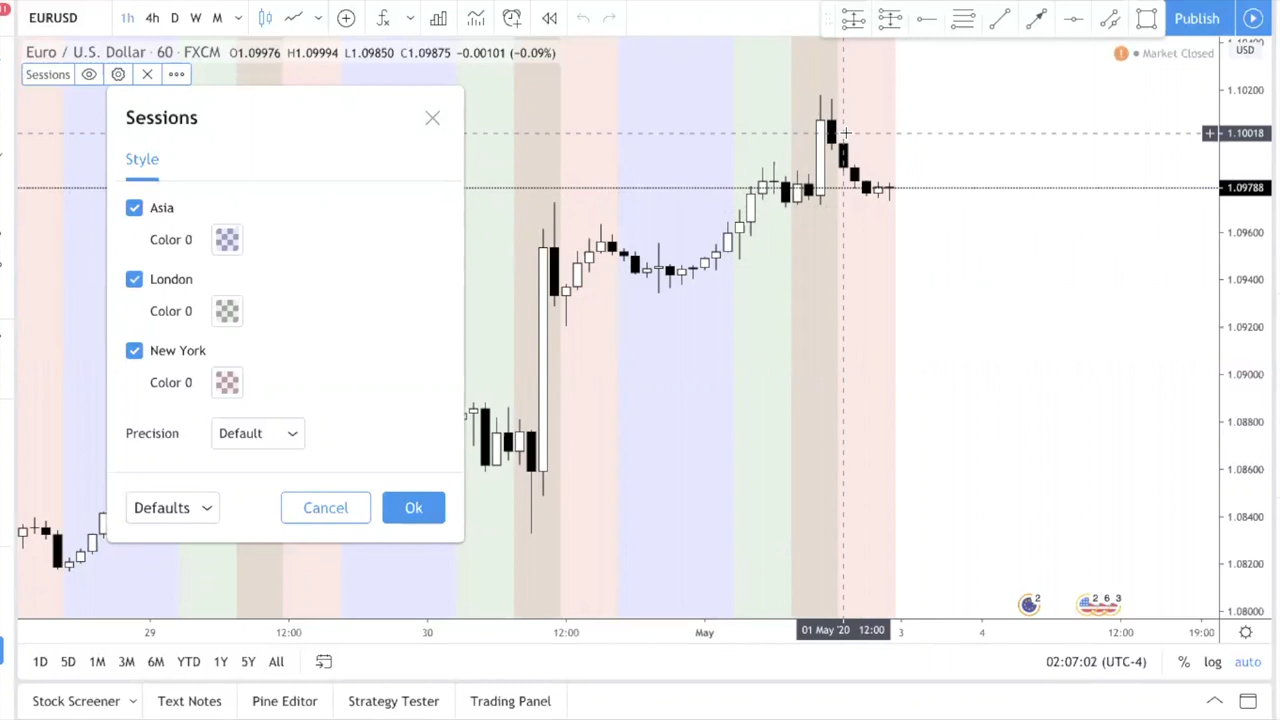 11
EURUSD 1h 4h D W M Publish
Euro / U.S. Dollar · 60 · FXCM O1.09976 H1.09994 L1.09850 C1.09875 -0.00101 (-0.09%)
! Market Closed
USD
Sessions
Sessions
Style
Asia
Color 0
London
Color 0
New York
Color 0
Precision Default
Defaults Cancel Ok
1.10200
1.10018
1.09788
1.09600
1.09400
1.09200
1.09000
1.08800
1.08600
1.08400
1.08200
1.08000
2 2 6 3
29 12:00 30 12:00 May 01 May '20 12:00 3 4 12:00 19:00
1D 5D 1M 3M 6M YTD 1Y 5Y All 02:07:02 (UTC-4) % log auto
Stock Screener Text Notes Pine Editor Strategy Tester Trading Panel